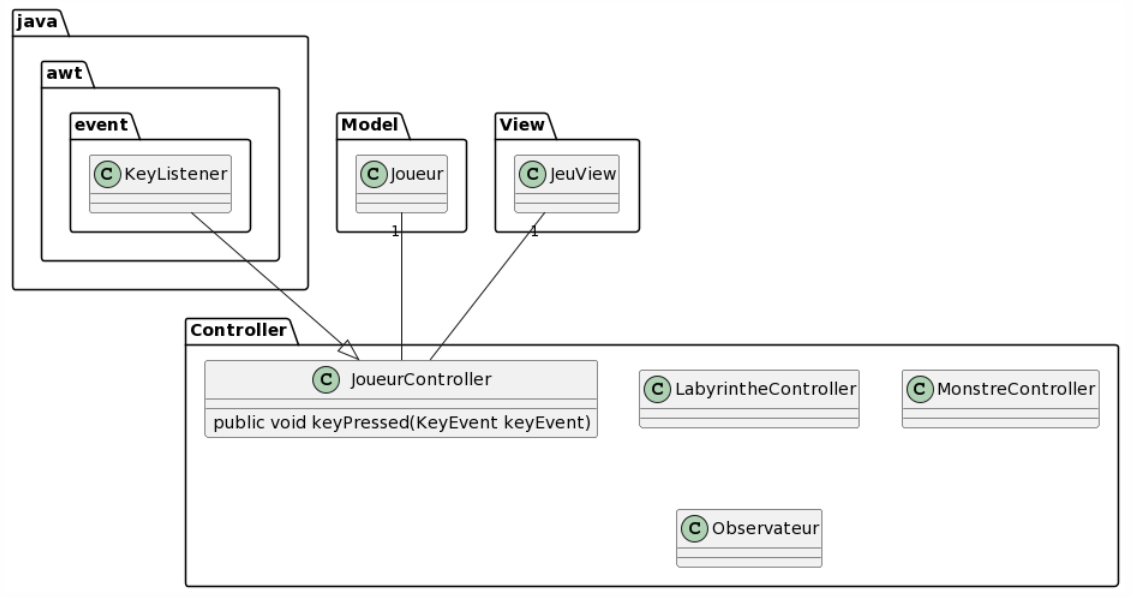 java
awt
event
C KeyListener
Model
C Joueur
View
C JeuView
1
1
Controller
C JoueurController
public void keyPressed(KeyEvent keyEvent)
C LabyrintheController
C MonstreController
C Observateur